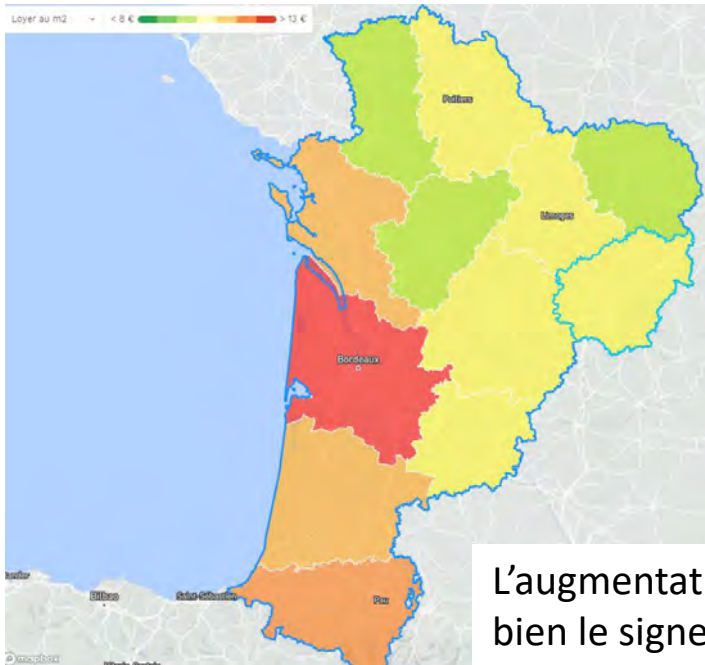 Loyer au m2 < 8 € > 13 €
Poitiers
Limoges
Bordeaux
L’augmentat
bien le signe
Bilbao
Saint-Sébastien
Pau
mapbox